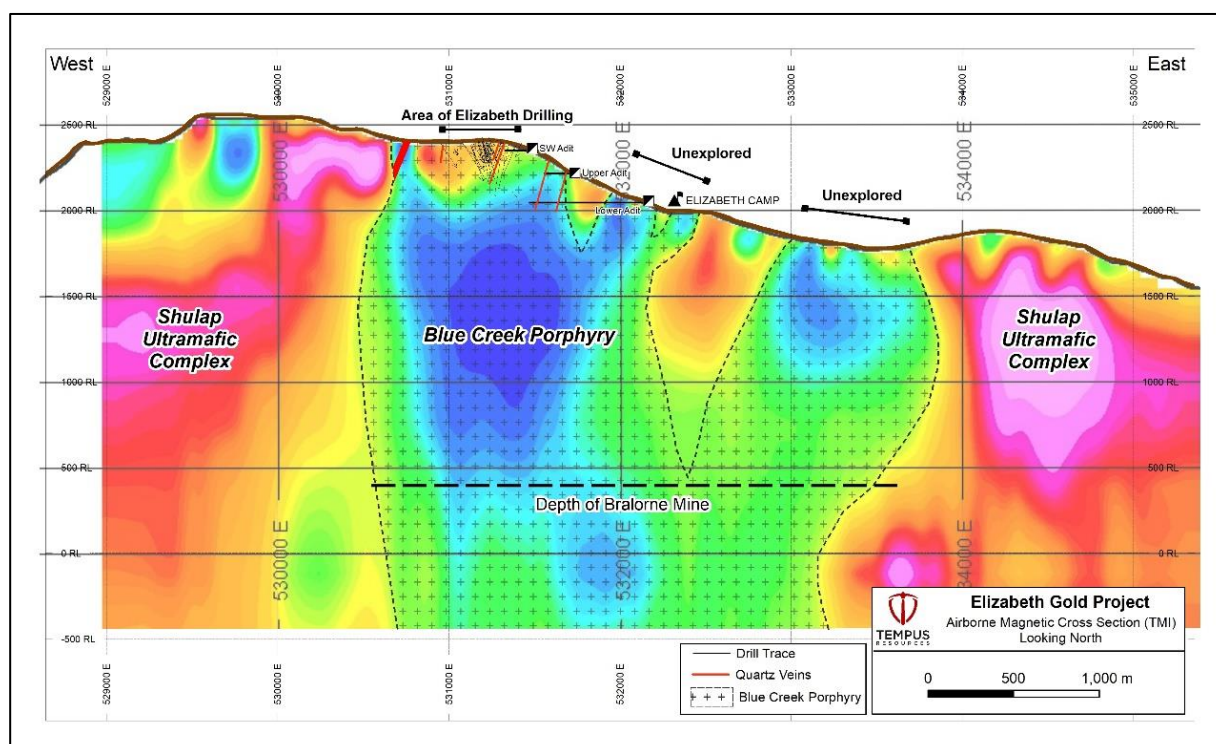 West
East
529000 E
530000 E
531000 E
532000 E
533000 E
534000 E
535000 E
Area of Elizabeth Drilling
2500 RL
2500 RL
SW Adit
530000 E
532000 E
534000 E
Unexplored
Upper Adit
Unexplored
ELIZABETH CAMP
2000 RL
Lower Adit
2000 RL
1500 RL
1500 RL
Shulap
Ultramafic
Complex
Blue Creek Porphyry
Shulap
Ultramafic
Complex
1000 RL
1000 RL
500 RL
500 RL
Depth of Bralorne Mine
0 RL
0 RL
530000 E
532000 E
534000 E
-500 RL
Elizabeth Gold Project
Airborne Magnetic Cross Section (TMI)
Looking North
TEMPUS
RESOURCES
0 500 1,000 m
Drill Trace
Quartz Veins
Blue Creek Porphyry
529000 E
530000 E
531000 E
532000 E
533000 E
534000 E
535000 E